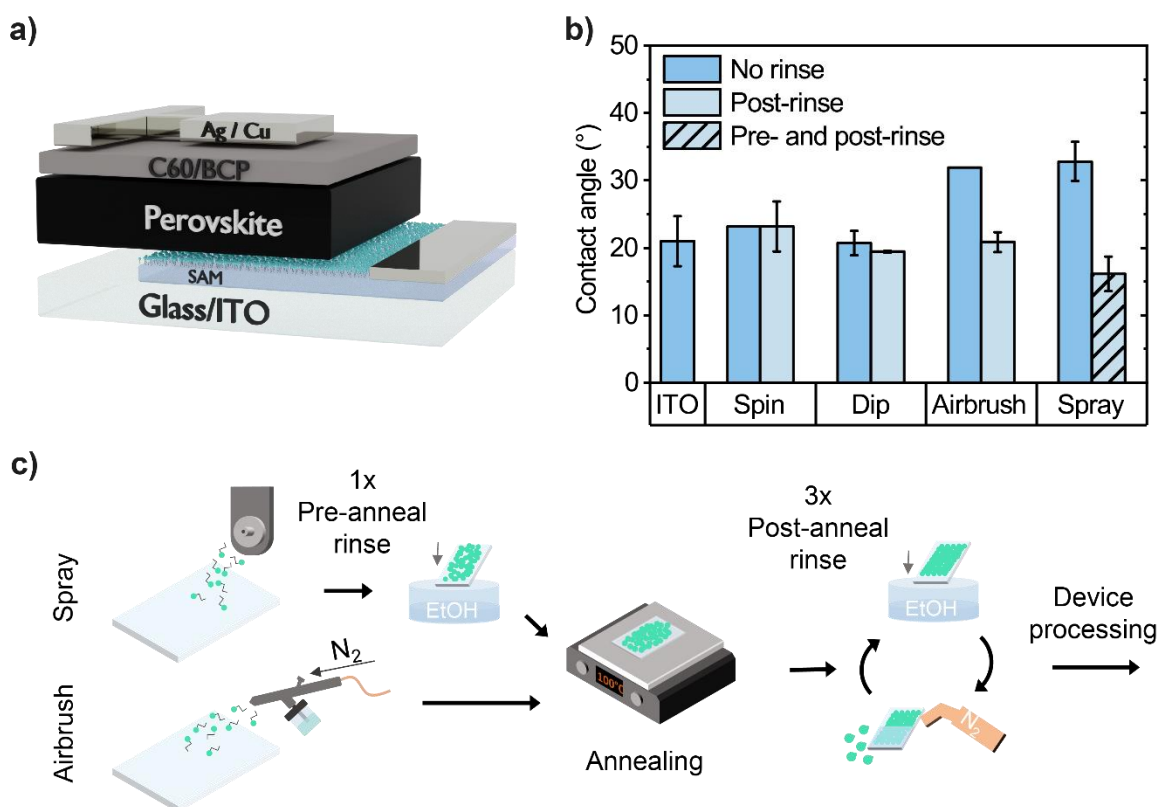 a)
Ag / Cu
C60/BCP
Perovskite
SAM
Glass/ITO
b)
Contact angle (°)
50
40
30
20
10
0
No rinse
Post-rinse
Pre- and post-rinse
ITO
Spin
Dip
Airbrush
Spray
c)
Spray
1x
Pre-anneal
rinse
EtOH
Airbrush
N2
100°C
Annealing
3x
Post-anneal
rinse
EtOH
N2
Device
processing